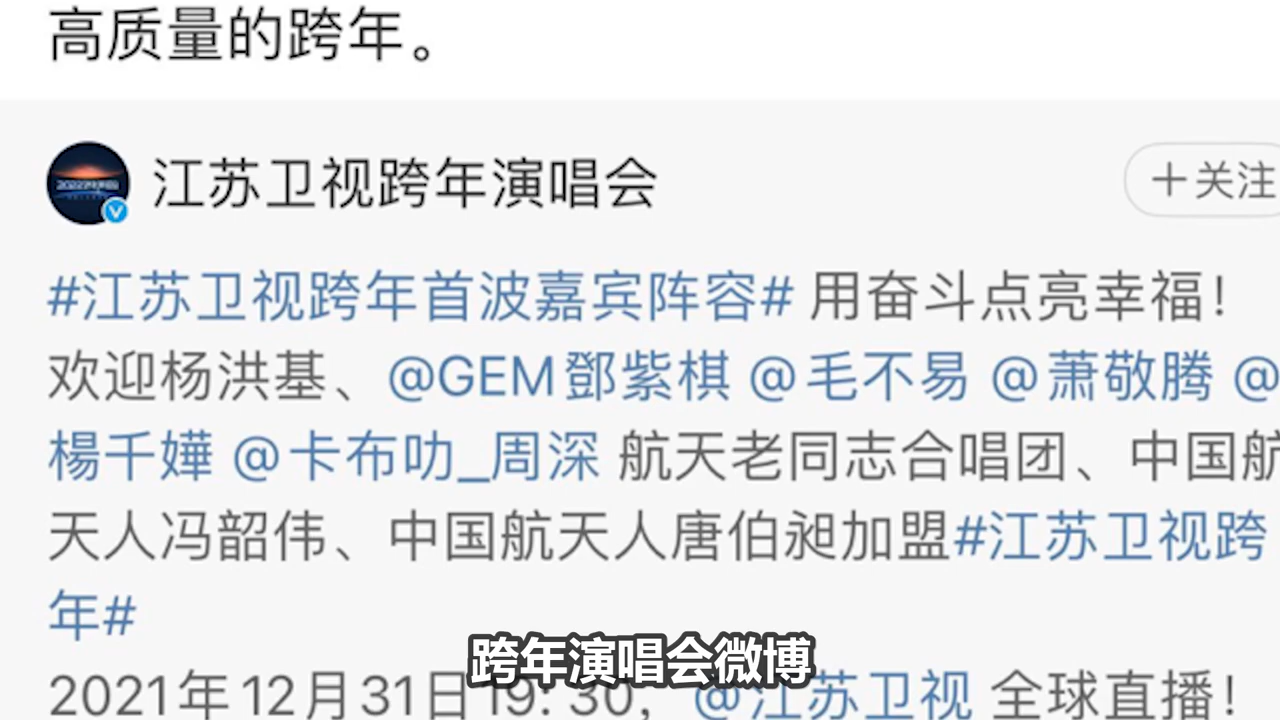 高质量的跨年。
江苏卫视跨年演唱会
+关注
#江苏卫视跨年首波嘉宾阵容# 用奋斗点亮幸福！
欢迎杨洪基、@GEM鄧紫棋 @毛不易 @萧敬腾 @
楊千嬅 @卡布叻_周深 航天老同志合唱团、中国航
天人冯韶伟、中国航天人唐伯昶加盟#江苏卫视跨
年#
2021年12月31日19:30，@江苏卫视 全球直播！
跨年演唱会微博